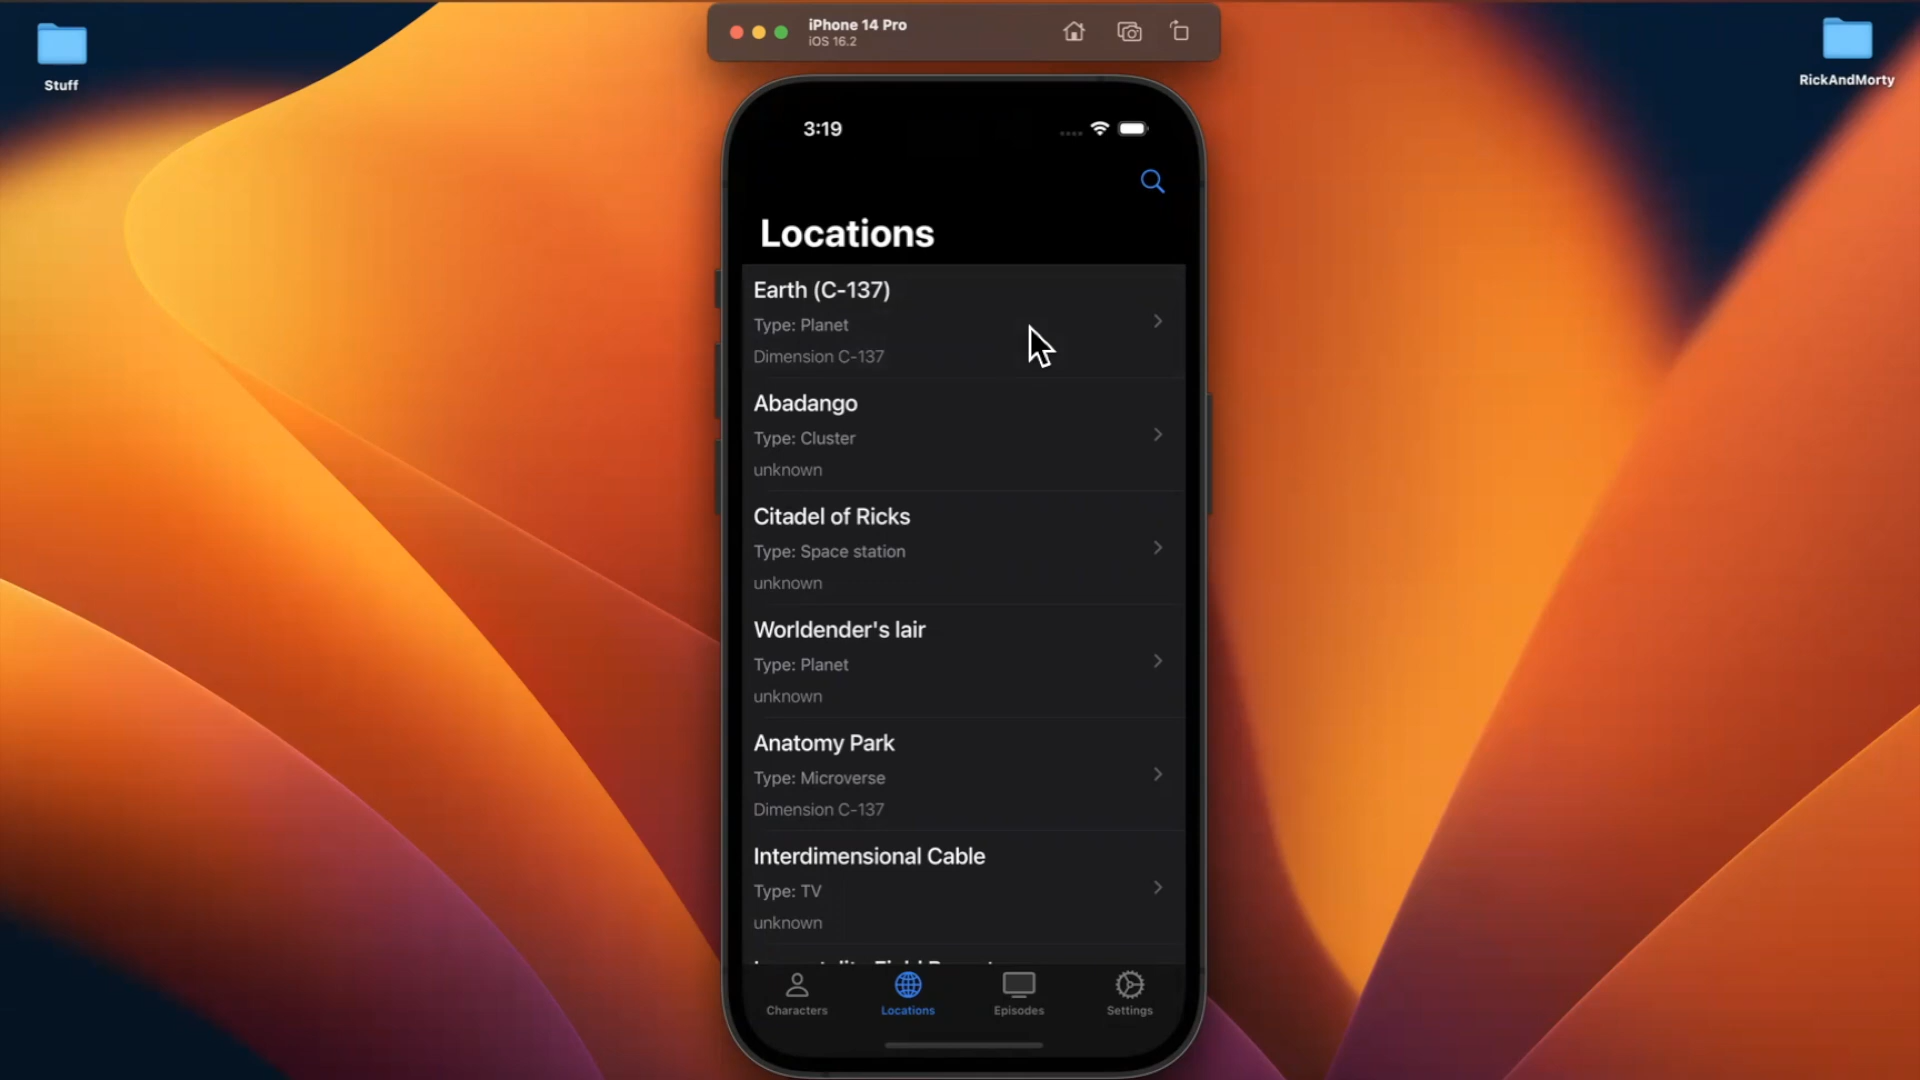 Stuff
iPhone 14 Pro
iOS 16.2
RickAndMorty
3:19
Locations
Earth (C-137)
Type: Planet
Dimension C-137
Abadango
Type: Cluster
unknown
Citadel of Ricks
Type: Space station
unknown
Worldender's lair
Type: Planet
unknown
Anatomy Park
Type: Microverse
Dimension C-137
Interdimensional Cable
Type: TV
unknown
Characters
Locations
Episodes
Settings